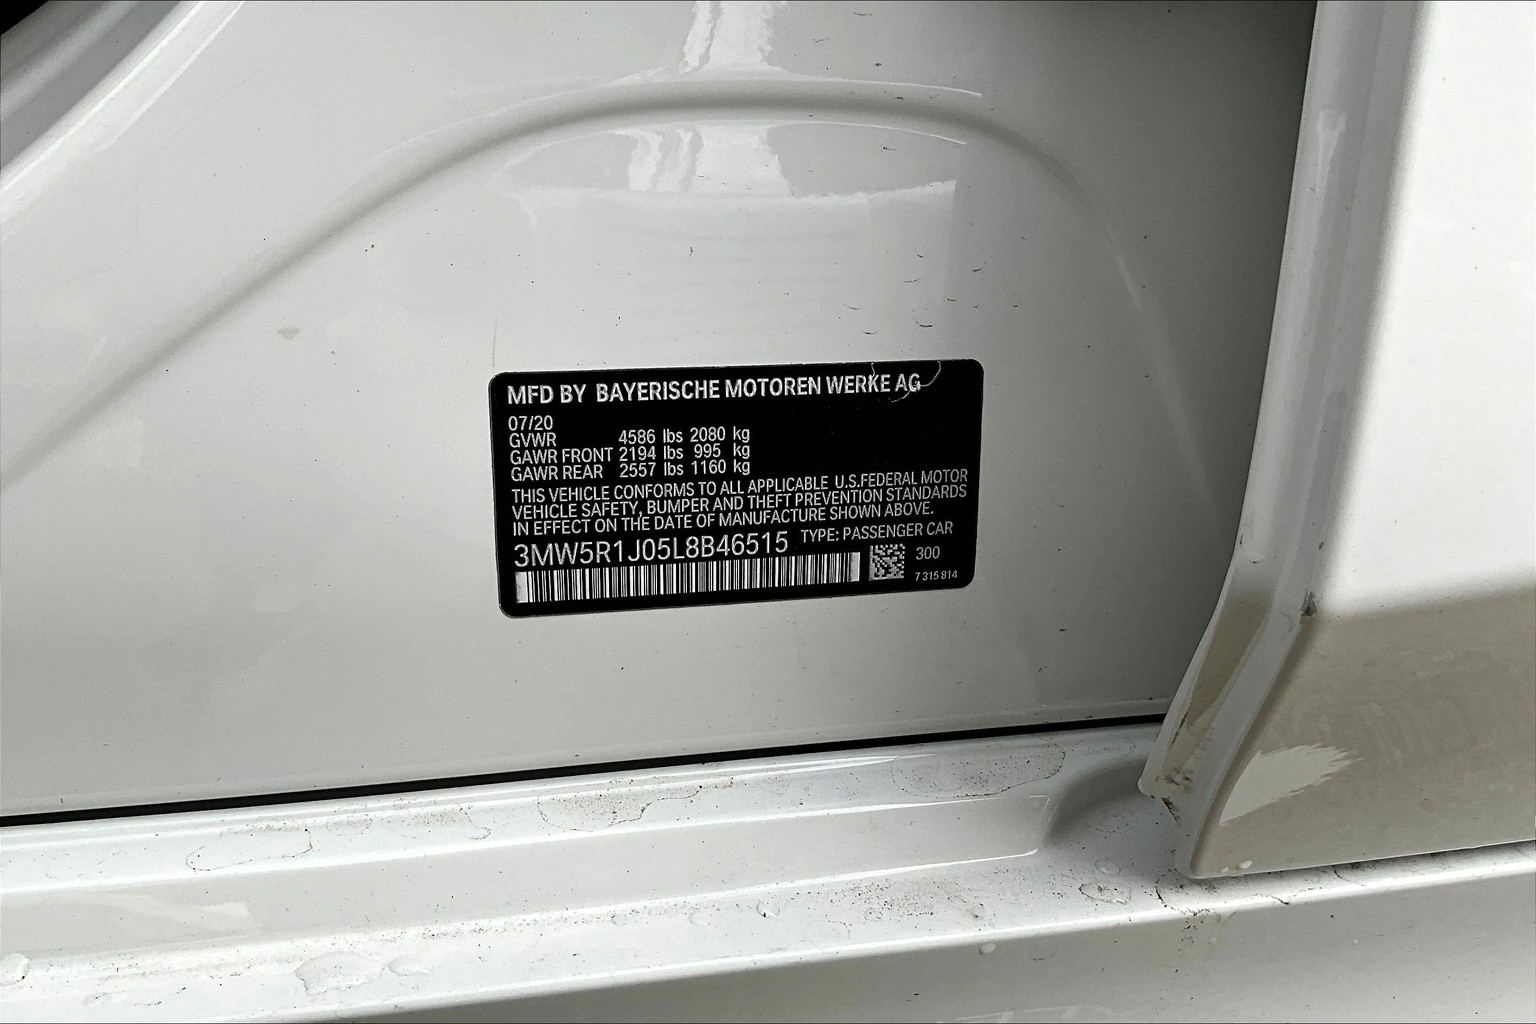 MFD BY BAYERISCHE MOTOREN WERKE AG
07/20
GVWR 4586 lbs 2080 kg
GAWR FRONT 2194 lbs 995 kg
GAWR REAR 2557 lbs 1160 kg
THIS VEHICLE CONFORMS TO ALL APPLICABLE U.S.FEDERAL MOTOR
VEHICLE SAFETY, BUMPER AND THEFT PREVENTION STANDARDS
IN EFFECT ON THE DATE OF MANUFACTURE SHOWN ABOVE.
3MW5R1J05L8B46515 TYPE: PASSENGER CAR
300
7 315 814